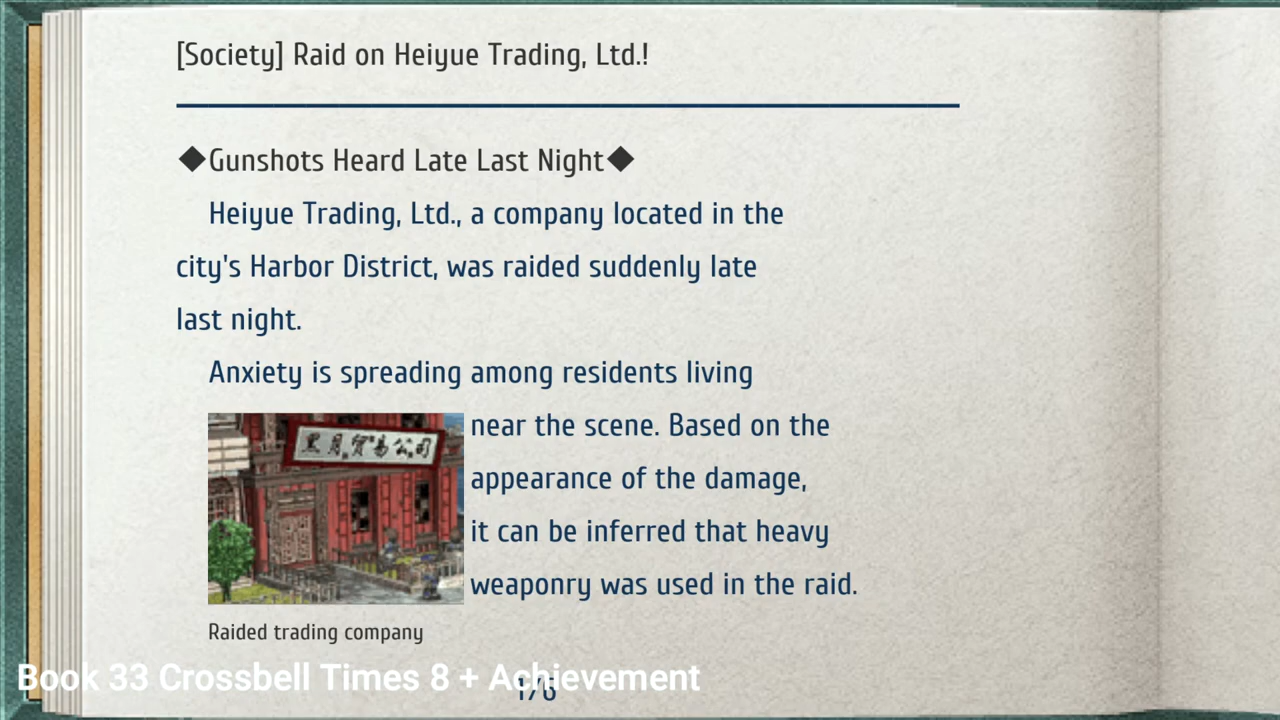 [Society] Raid on Heiyue Trading, Ltd.!
◆Gunshots Heard Late Last Night◆
Heiyue Trading, Ltd., a company located in the
city's Harbor District, was raided suddenly late
last night.
Anxiety is spreading among residents living
near the scene. Based on the
appearance of the damage,
it can be inferred that heavy
weaponry was used in the raid.
黑月貿易公司
Raided trading company
Book 33 Crossbell Times 8 + Achievement
1/6